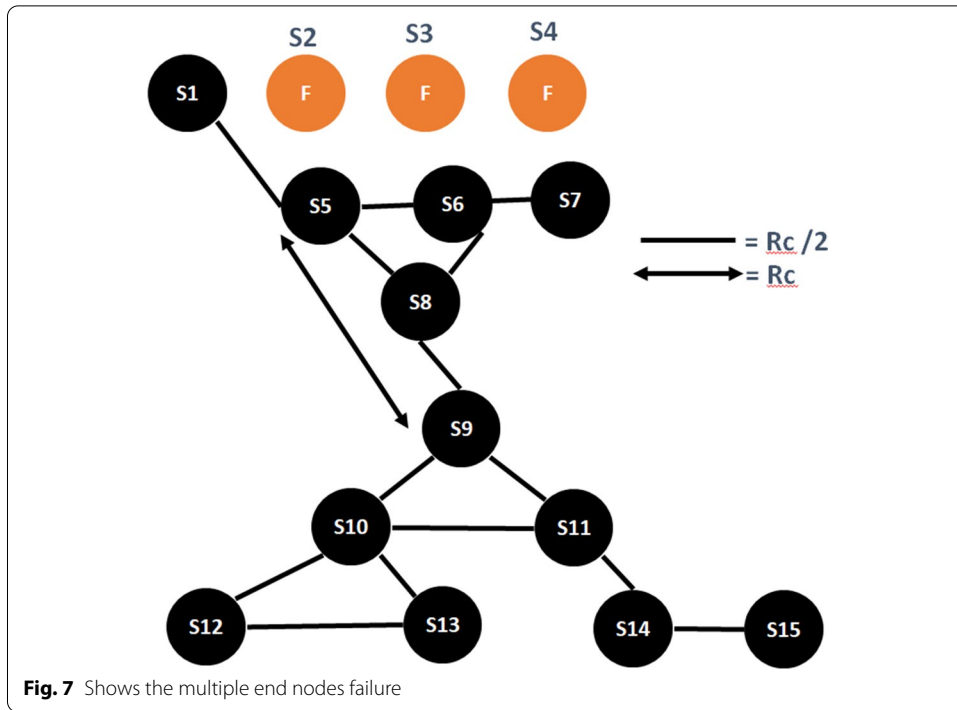 S2 S3 S4
S1 F F F
S5 S6 S7
= Rc /2
= Rc
S8
S9
S10 S11
S12 S13 S14 S15
Fig. 7 Shows the multiple end nodes failure